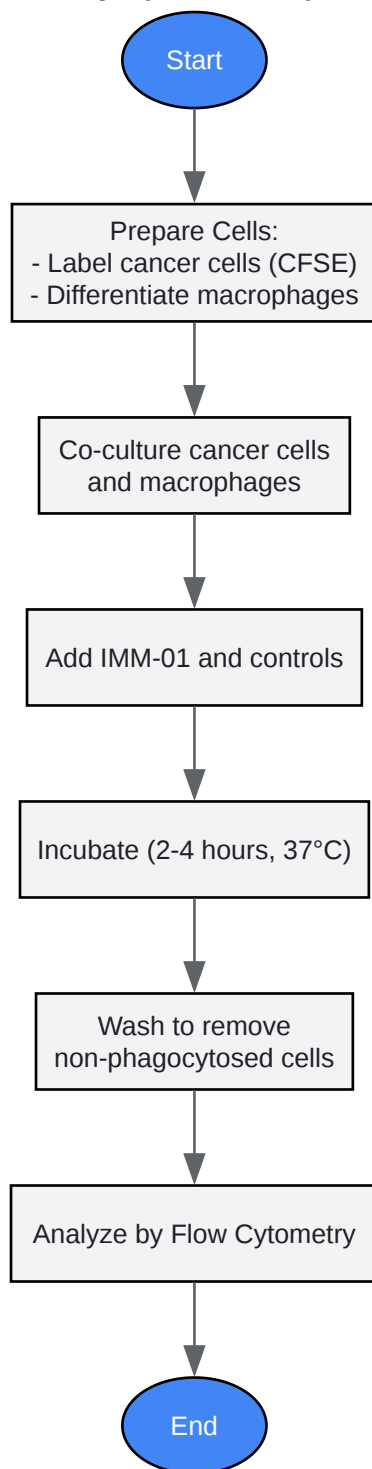 Start
Prepare Cells:
- Label cancer cells (CFSE)
- Differentiate macrophages
Co-culture cancer cells
and macrophages
Add IMM-01 and controls
Incubate (2-4 hours, 37°C)
Wash to remove
non-phagocytosed cells
Analyze by Flow Cytometry
End